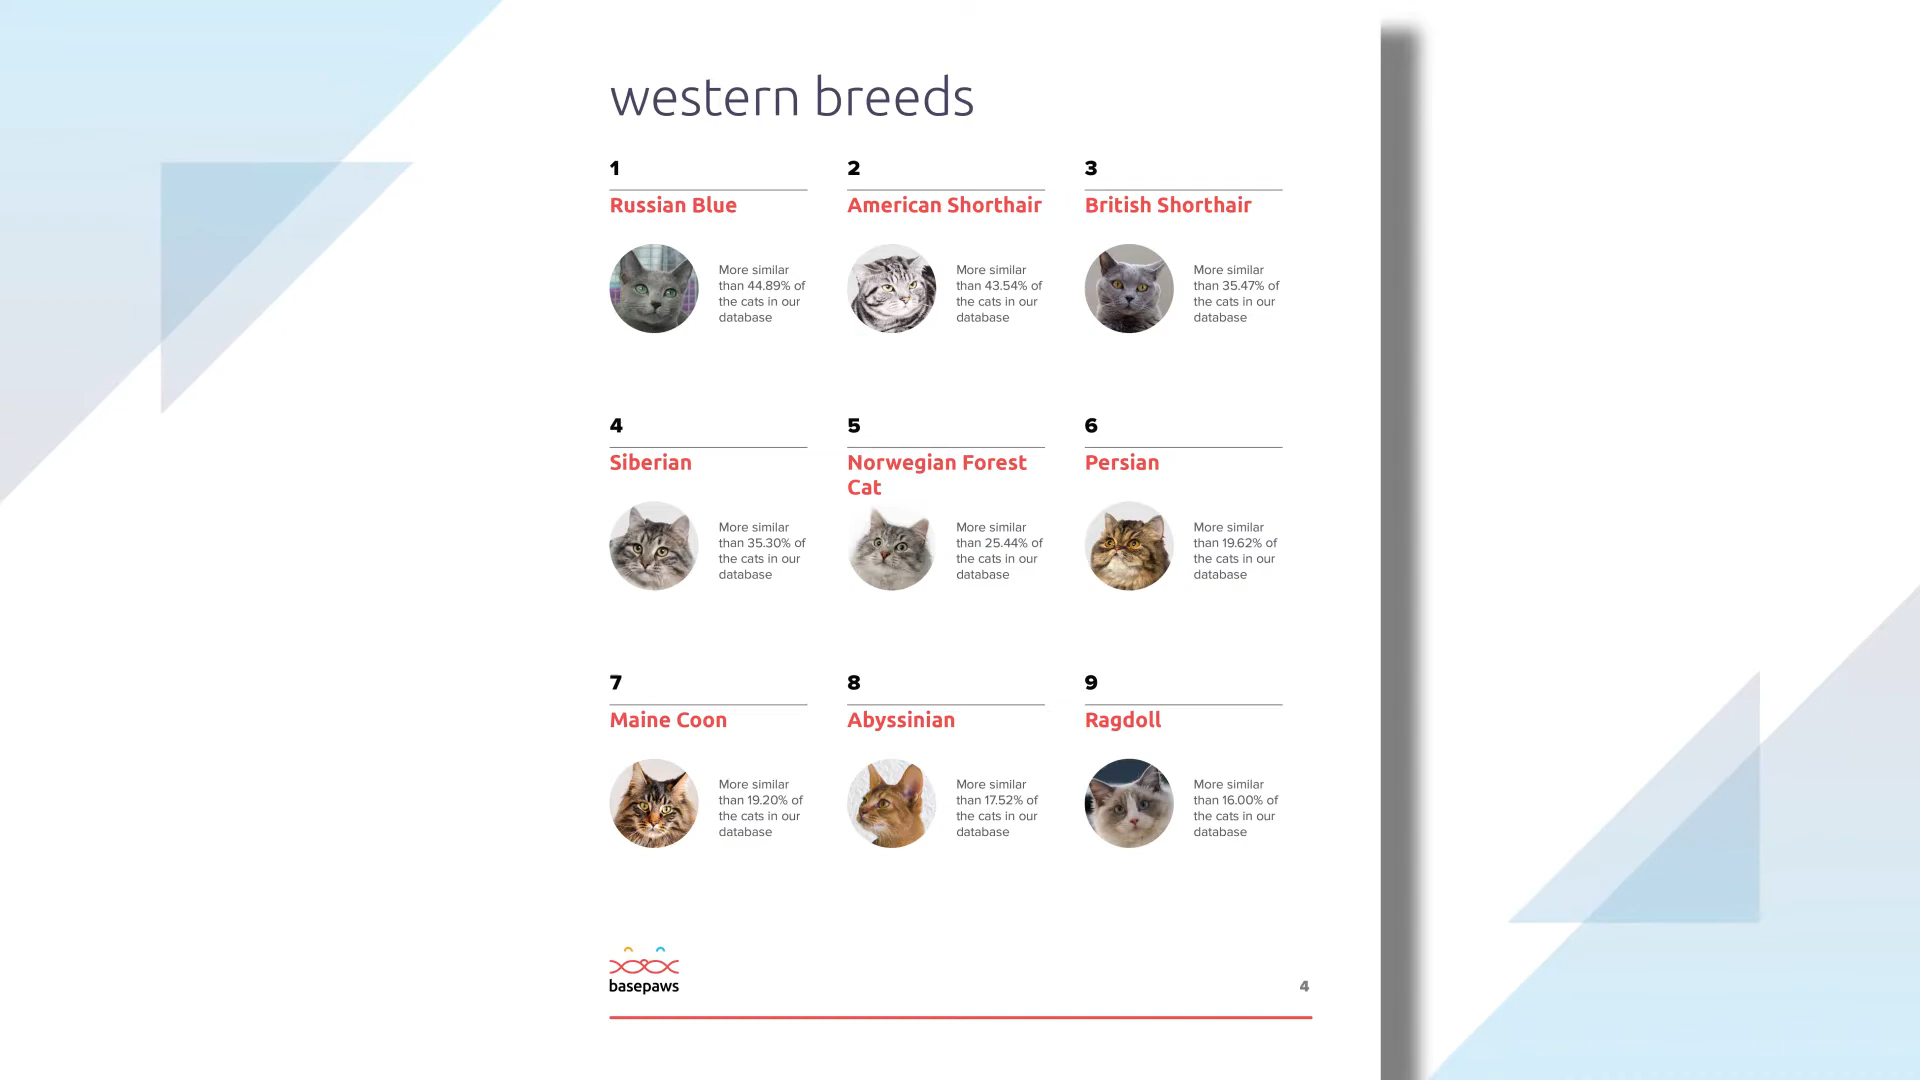 western breeds
1
Russian Blue
More similar
than 44.89% of
the cats in our
database
2
American Shorthair
More similar
than 43.54% of
the cats in our
database
3
British Shorthair
More similar
than 35.47% of
the cats in our
database
4
Siberian
More similar
than 35.30% of
the cats in our
database
5
Norwegian Forest
Cat
More similar
than 25.44% of
the cats in our
database
6
Persian
More similar
than 19.62% of
the cats in our
database
7
Maine Coon
More similar
than 19.20% of
the cats in our
database
8
Abyssinian
More similar
than 17.52% of
the cats in our
database
9
Ragdoll
More similar
than 16.00% of
the cats in our
database
basepaws
4